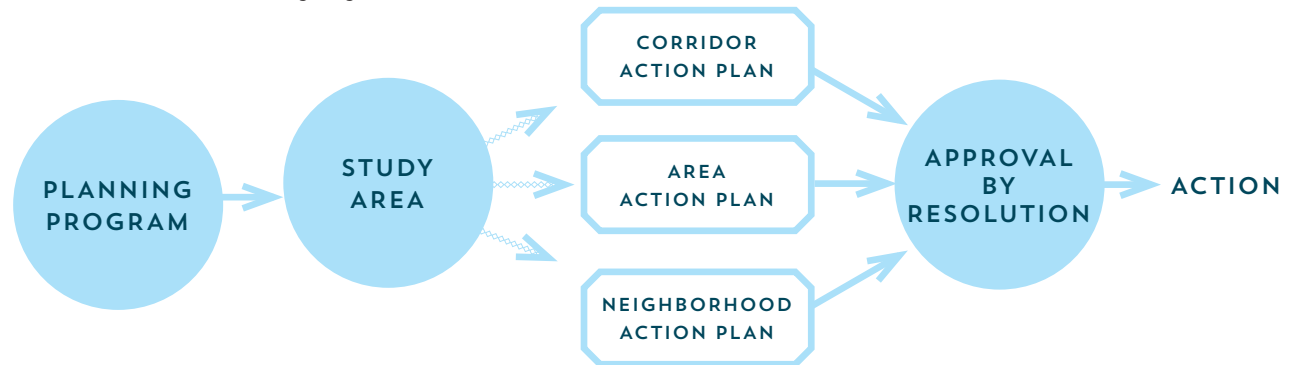 PLANNING
PROGRAM
STUDY
AREA
CORRIDOR
ACTION PLAN
AREA
ACTION PLAN
NEIGHBORHOOD
ACTION PLAN
APPROVAL
BY
RESOLUTION
ACTION